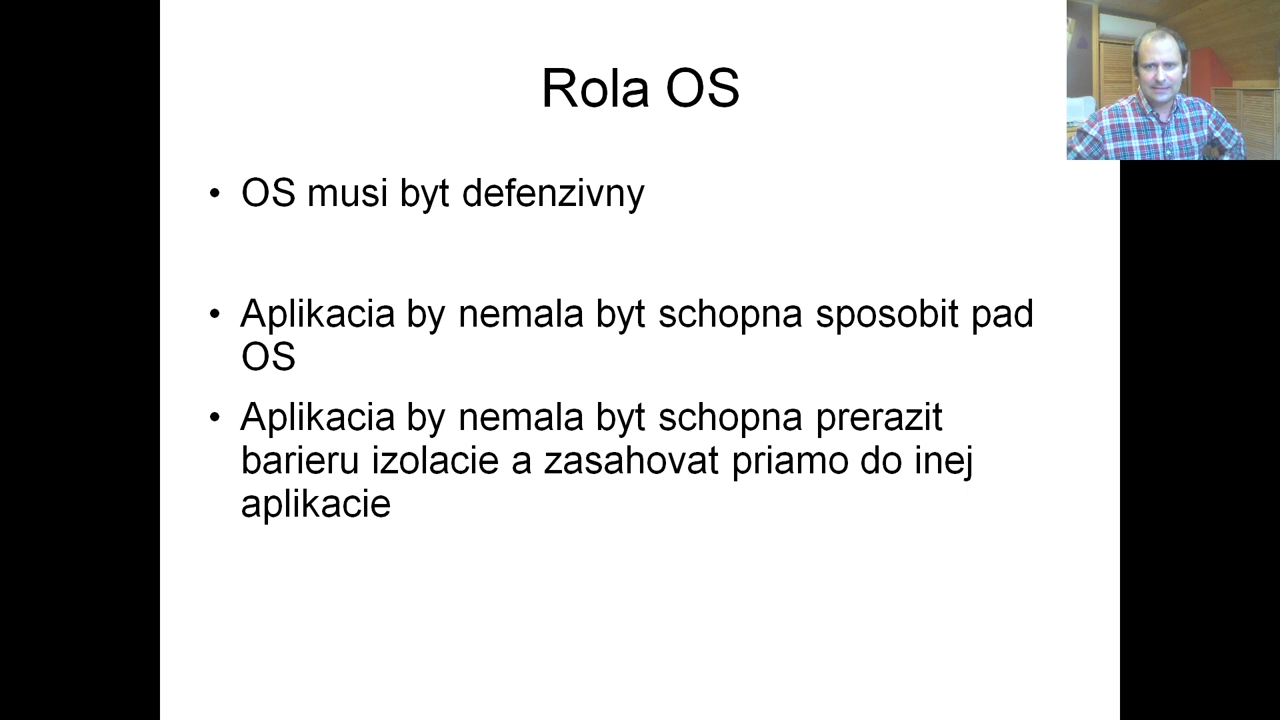 Rola OS
• OS musi byt defenzivny
• Aplikacia by nemala byt schopna sposobit pad
OS
• Aplikacia by nemala byt schopna prerazit
barieru izolacie a zasahovat priamo do inej
aplikacie